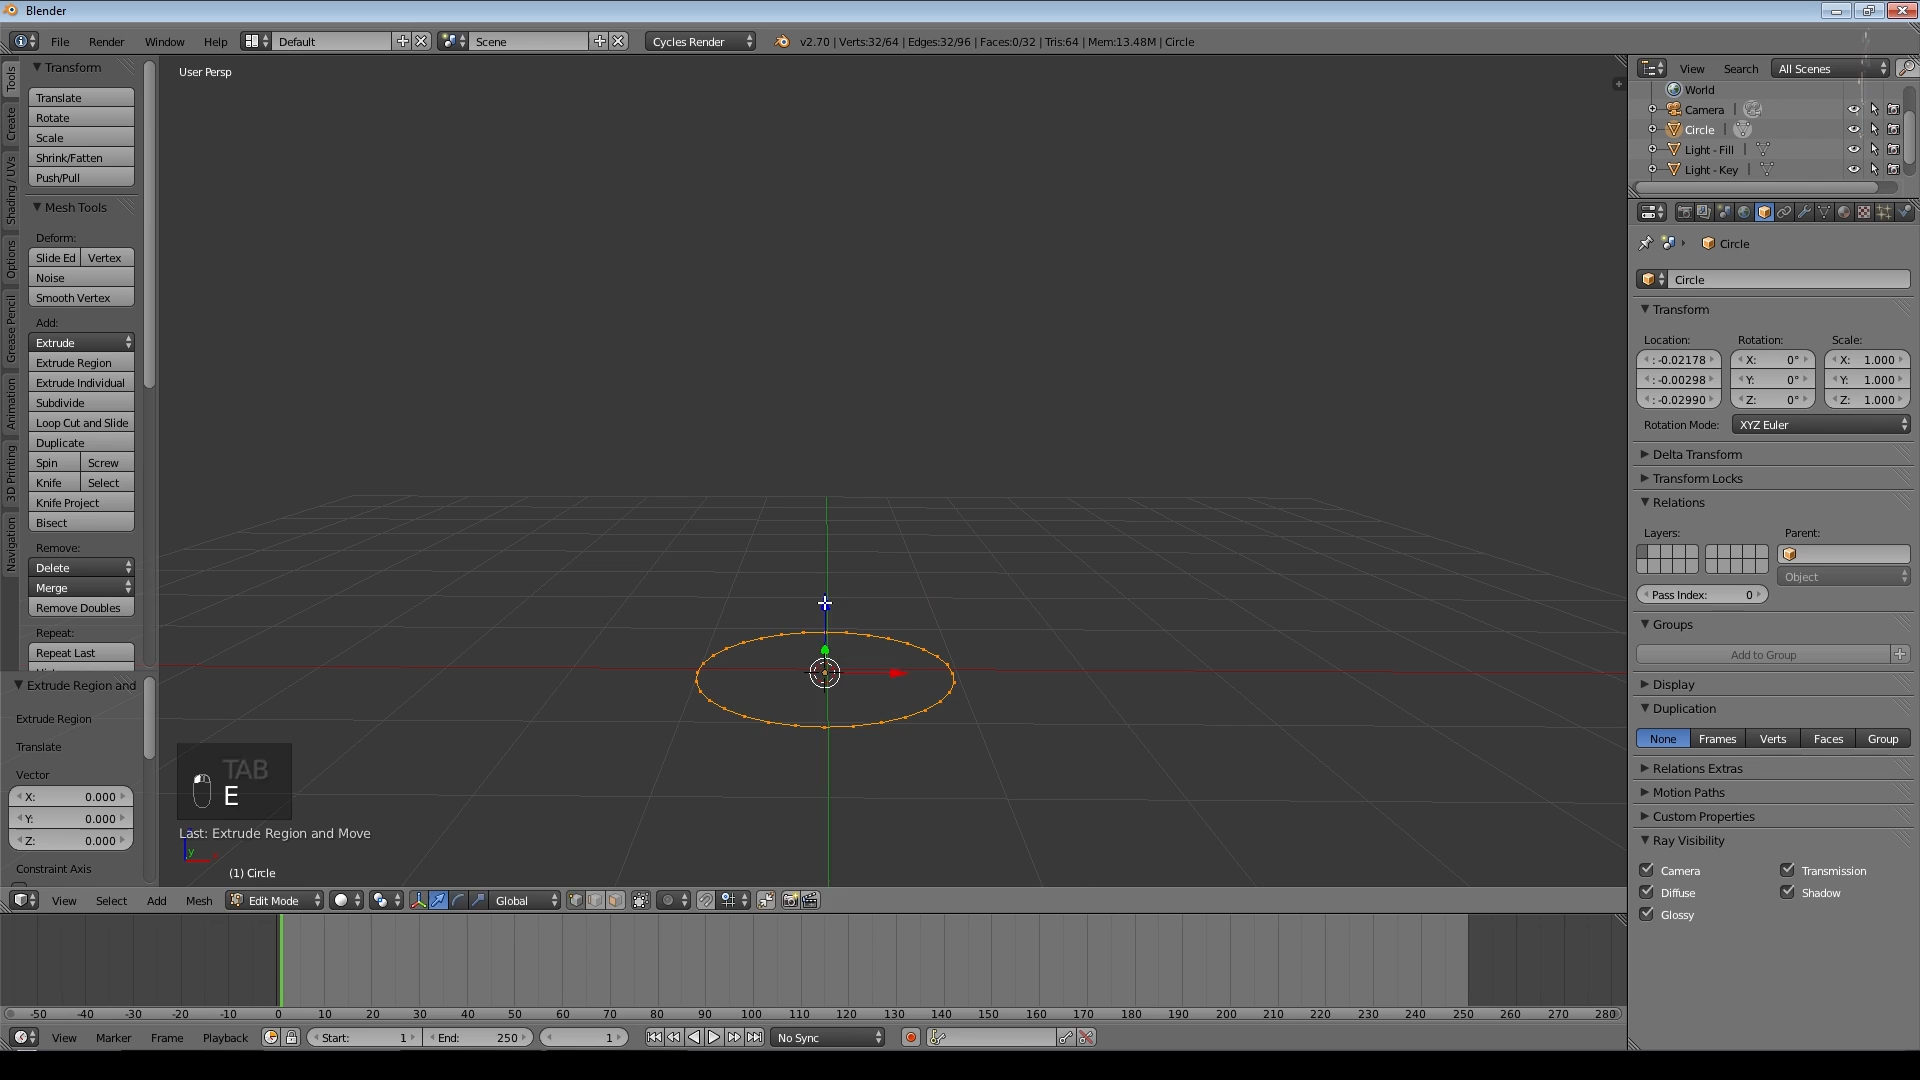 Blender
File Render Window Help Default Scene Cycles Render v2.70 | Verts:32/64 | Edges:32/96 | Faces:0/32 | Tris:64 | Mem:13.48M | Circle
Tools
Create
Shading / UVs
Options
Grease Pencil
Animation
3D Printing
Navigation
Transform
Translate
Rotate
Scale
Shrink/Fatten
Push/Pull
Mesh Tools
Deform:
Slide Ed Vertex
Noise
Smooth Vertex
Add:
Extrude
Extrude Region
Extrude Individual
Subdivide
Loop Cut and Slide
Duplicate
Spin Screw
Knife Select
Knife Project
Bisect
Remove:
Delete
Merge
Remove Doubles
Repeat:
Repeat Last
Extrude Region and
Extrude Region
Translate
Vector
X: 0.000
Y: 0.000
Z: 0.000
Constraint Axis
User Persp
TAB
E
Last: Extrude Region and Move
y
(1) Circle
View Select Add Mesh Edit Mode Global
-50 -40 -30 -20 -10 0 10 20 30 40 50 60 70 80 90 100 110 120 130 140 150 160 170 180 190 200 210 220 230 240 250 260 270 280
View Marker Frame Playback Start: 1 End: 250 1 No Sync
View Search All Scenes
World
Camera
Circle
Light - Fill
Light - Key
Circle
Circle
Transform
Location: Rotation: Scale:
: -0.02178 X: 0° X: 1.000
: -0.00298 Y: 0° Y: 1.000
: -0.02990 Z: 0° Z: 1.000
Rotation Mode: XYZ Euler
Delta Transform
Transform Locks
Relations
Layers: Parent:
Object
Pass Index: 0
Groups
Add to Group
Display
Duplication
None Frames Verts Faces Group
Relations Extras
Motion Paths
Custom Properties
Ray Visibility
Camera Transmission
Diffuse Shadow
Glossy